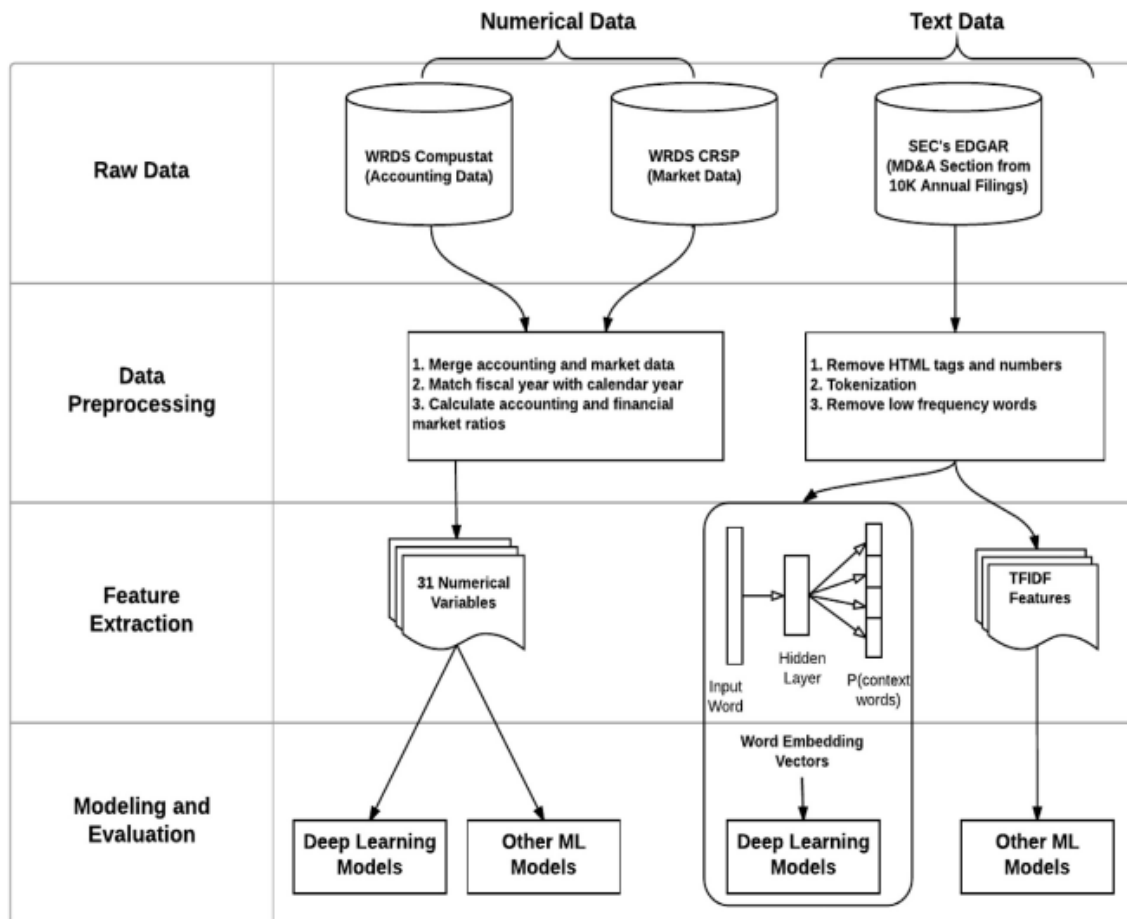 Numerical Data
Text Data
Raw Data
WRDS Compustat
(Accounting Data)
WRDS CRSP
(Market Data)
SEC's EDGAR
(MD&A Section from
10K Annual Filings)
Data
Preprocessing
1. Merge accounting and market data
2. Match fiscal year with calendar year
3. Calculate accounting and financial
market ratios
1. Remove HTML tags and numbers
2. Tokenization
3. Remove low frequency words
Feature
Extraction
31 Numerical
Variables
Input
Word
Hidden
Layer
P(context
words)
TFIDF
Features
Modeling and
Evaluation
Word Embedding
Vectors
Deep Learning
Models
Other ML
Models
Deep Learning
Models
Other ML
Models